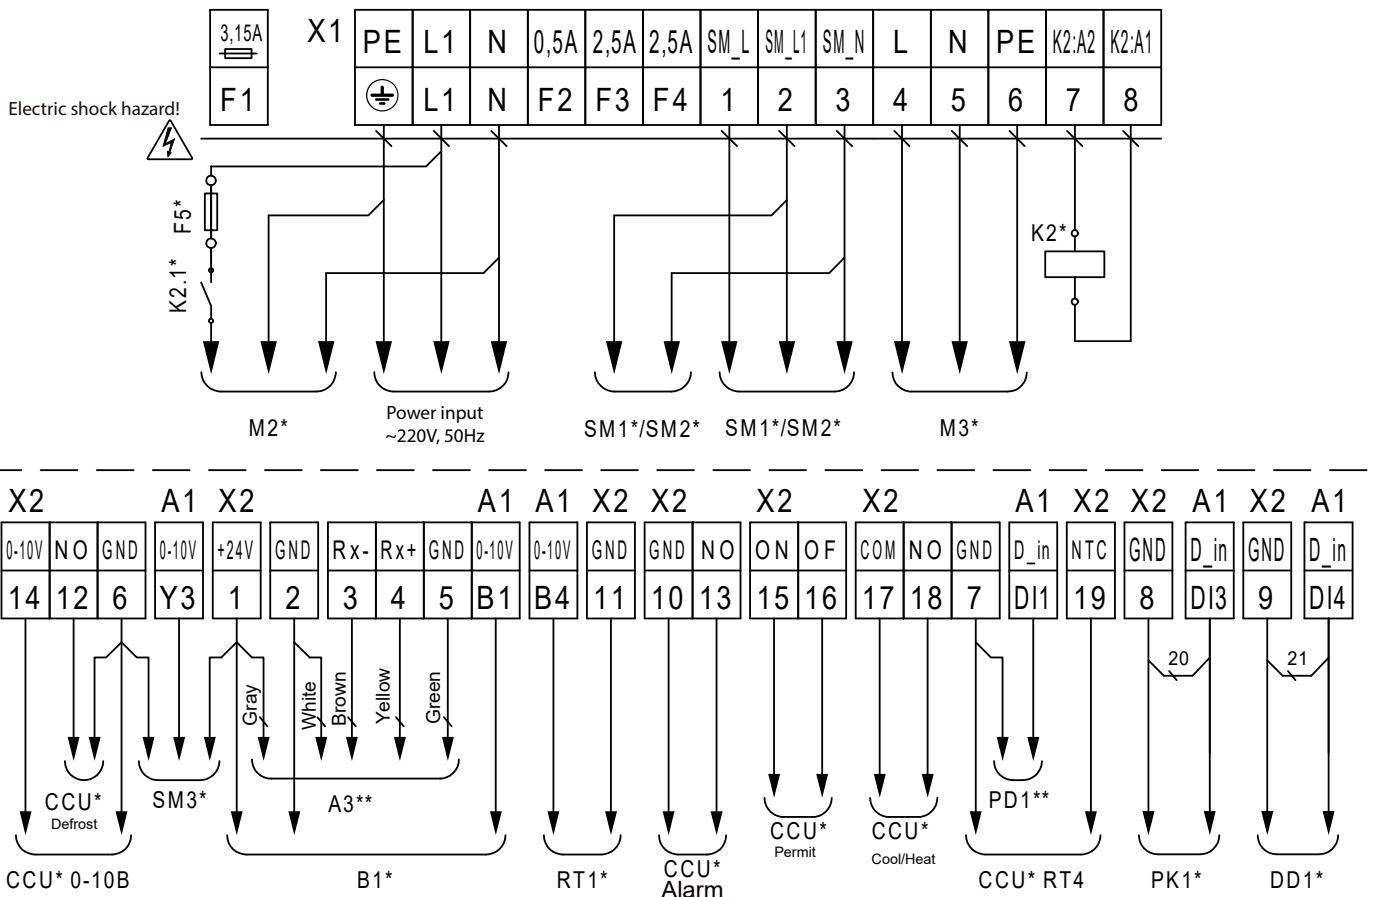 3,15A
X1 PE L1 N 0,5A 2,5A 2,5A SM_L SM_L1 SM_N L N PE K2:A2 K2:A1
F1 L1 N F2 F3 F4 1 2 3 4 5 6 7 8
Electric shock hazard!
F5*
K2*
K2.1*
M2*
Power input
~220V, 50Hz
SM1*/SM2* SM1*/SM2* M3*
X2 A1 X2 A1 A1 X2 X2 X2 X2 A1 X2 X2 A1 X2 A1
0-10V NO GND 0-10V +24V GND Rx- Rx+ GND 0-10V 0-10V GND GND NO ON OF COM NO GND D_in NTC GND D_in GND D_in
14 12 6 Y3 1 2 3 4 5 B1 B4 11 10 13 15 16 17 18 7 DI1 19 8 DI3 9 DI4
20 21
Gray White Brown Yellow Green
CCU*
Defrost
SM3*
A3**
CCU*
Permit
CCU*
Cool/Heat
PD1**
CCU* 0-10B
B1*
RT1*
CCU*
Alarm
CCU* RT4
PK1*
DD1*